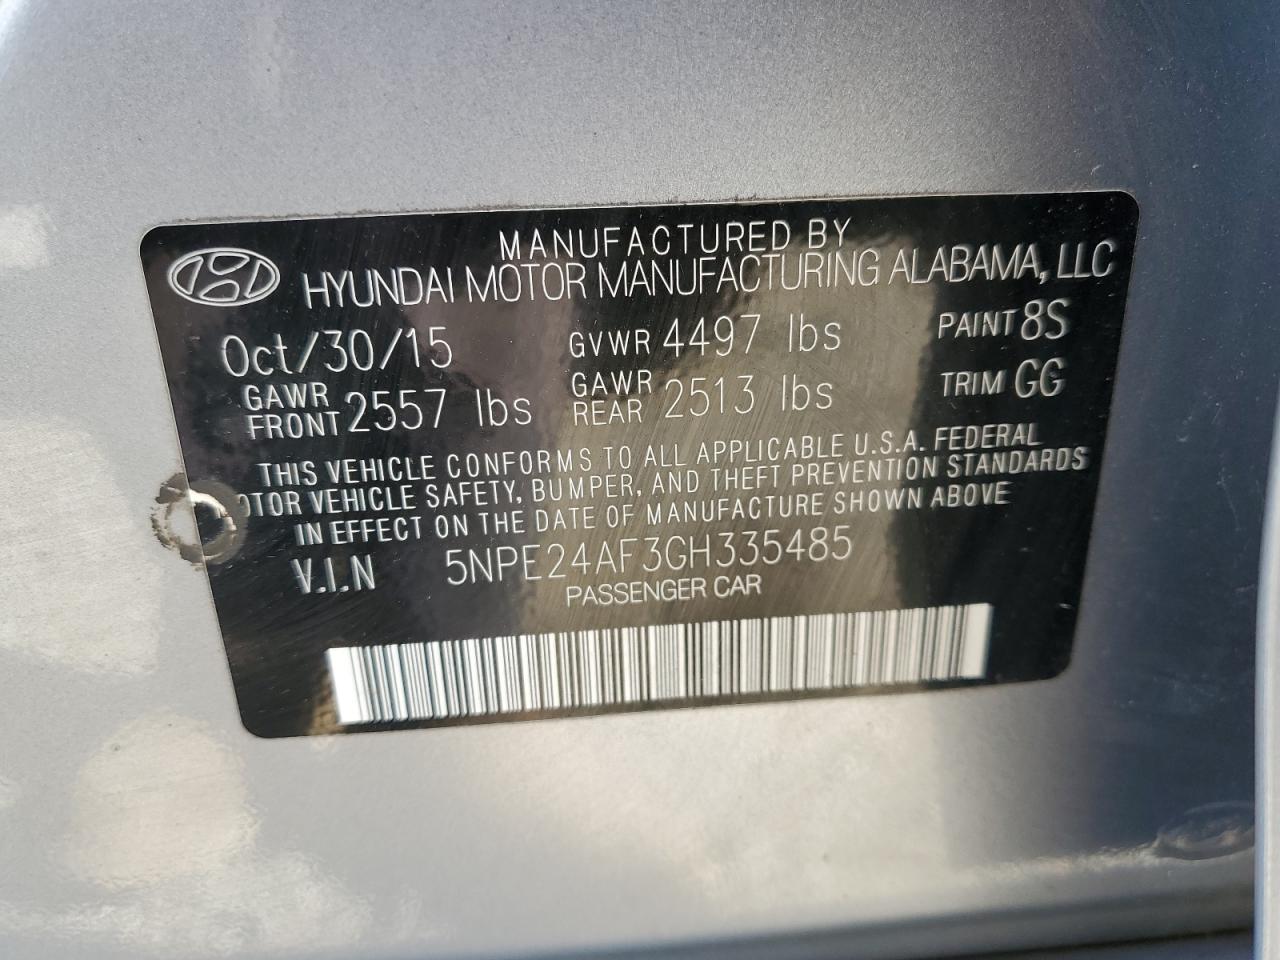 MANUFACTURED BY
HYUNDAI MOTOR MANUFACTURING ALABAMA, LLC
Oct/30/15 GVWR 4497 lbs PAINT 8S
GAWR FRONT 2557 lbs GAWR REAR 2513 lbs TRIM GG
THIS VEHICLE CONFORMS TO ALL APPLICABLE U.S.A. FEDERAL
OTOR VEHICLE SAFETY, BUMPER, AND THEFT PREVENTION STANDARDS
IN EFFECT ON THE DATE OF MANUFACTURE SHOWN ABOVE
V.I.N 5NPE24AF3GH335485
PASSENGER CAR